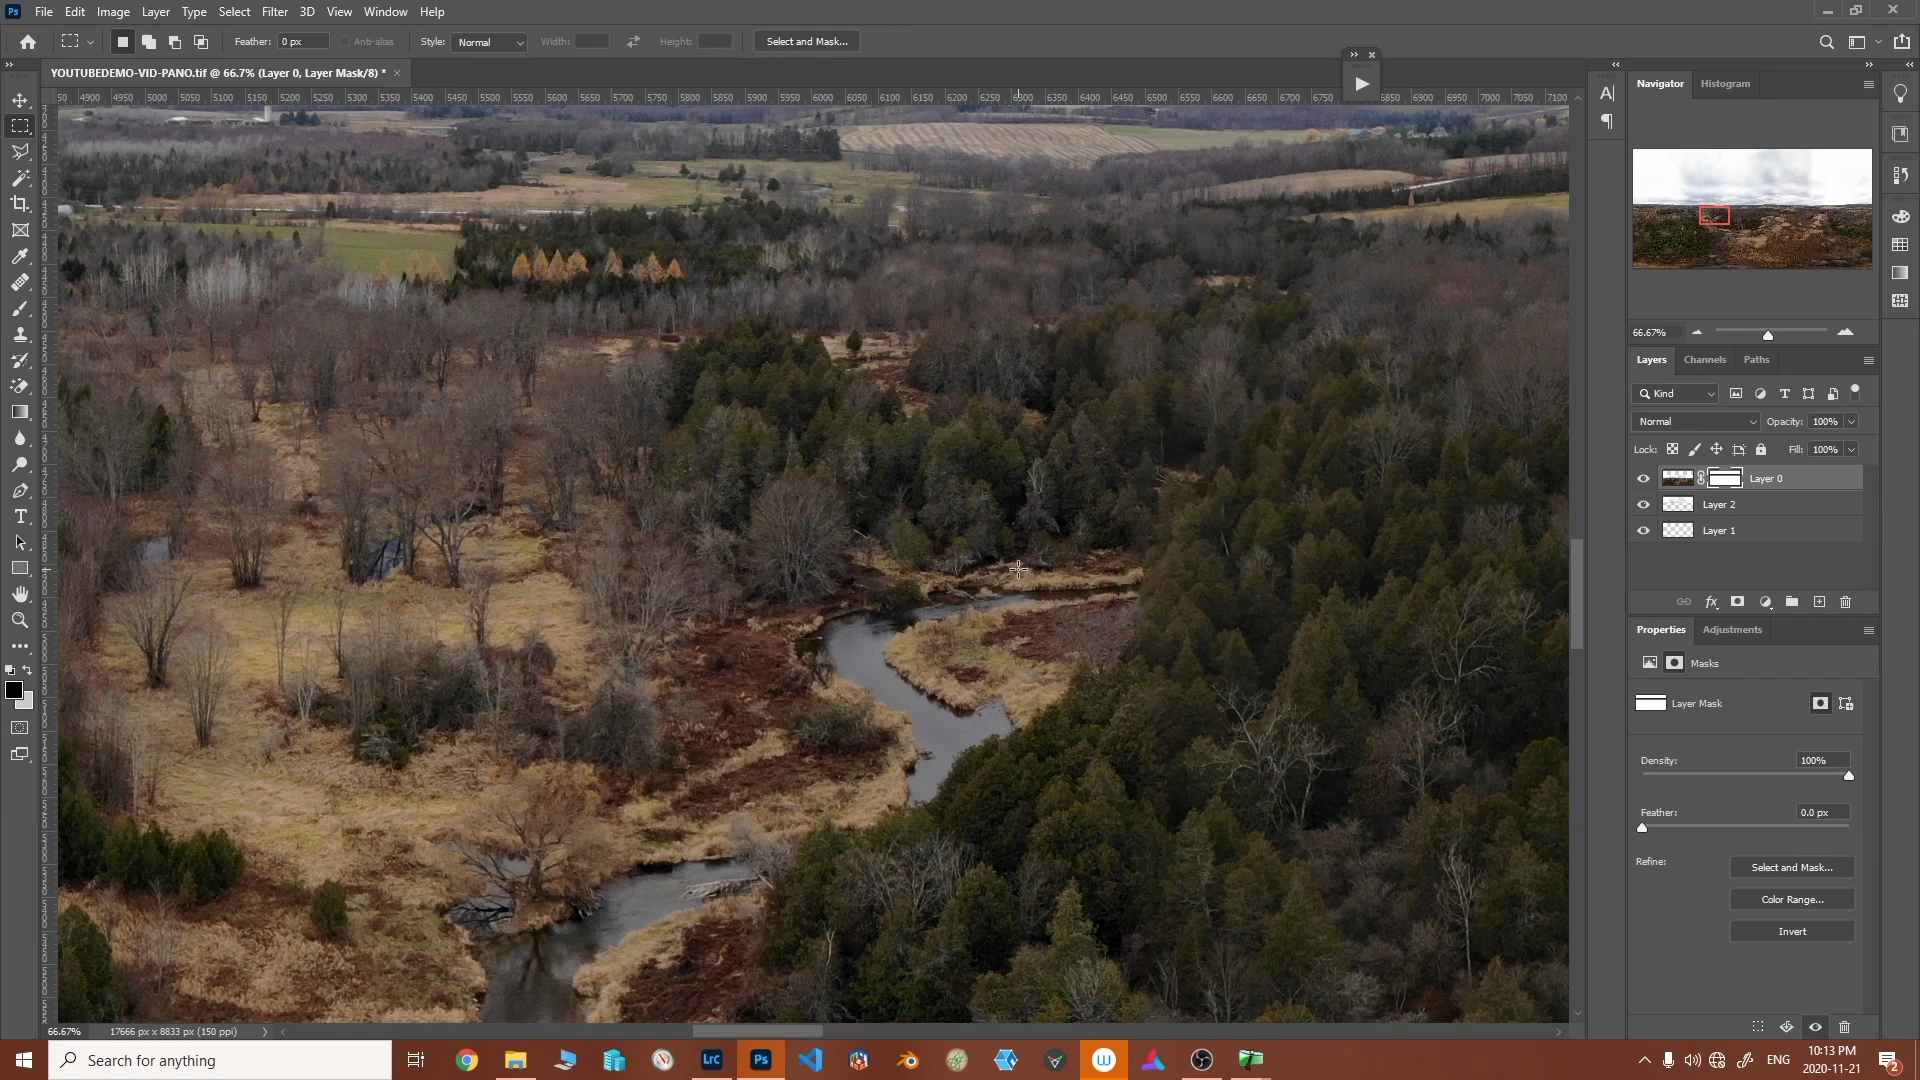 Ps File Edit Image Layer Type Select Filter 3D View Window Help
Feather: 0 px Anti-alias Style: Normal Width: Height: Select and Mask...
YOUTUBEDEMO-VID-PANO.tif @ 66.7% (Layer 0, Layer Mask/8) *
50 4900 4950 5000 5050 5100 5150 5200 5250 5300 5350 5400 5450 5500 5550 5600 5650 5700 5750 5800 5850 5900 5950 6000 6050 6100 6150 6200 6250 6300 6350 6400 6450 6500 6550 6600 6650 6700 6750 6850 6900 6950 7000 7050 7100
Navigator Histogram
66.67%
Layers Channels Paths
Kind
Normal Opacity: 100%
Lock: Fill: 100%
Layer 0
Layer 2
Layer 1
fx
Properties Adjustments
Masks
Layer Mask
Density: 100%
Feather: 0.0 px
Refine:
Select and Mask...
Color Range...
Invert
66.67% 17666 px x 8833 px (150 ppi)
Search for anything
LrC Ps
ENG
10:13 PM
2020-11-21
2